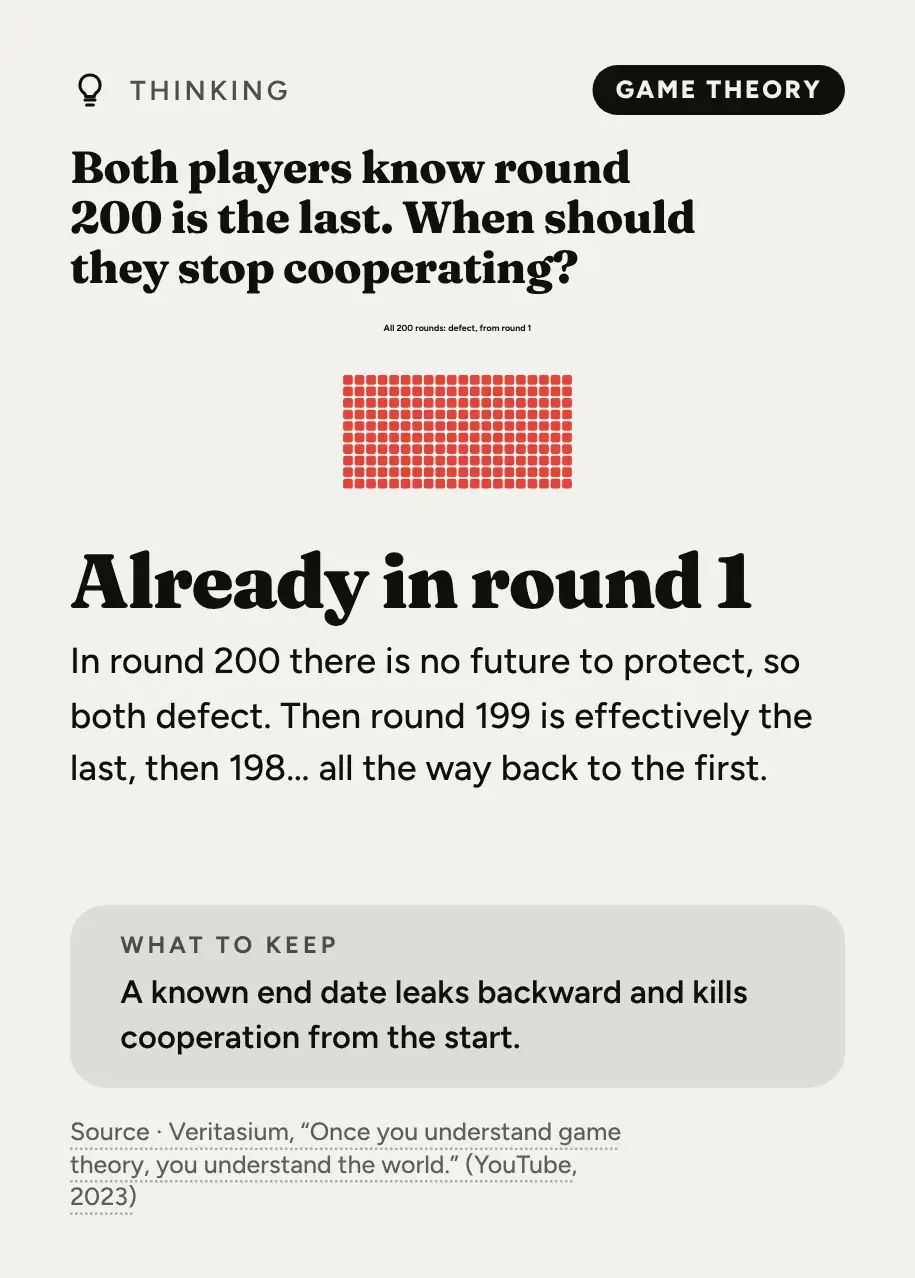 THINKING
GAME THEORY
Both players know round
200 is the last. When should
they stop cooperating?
All 200 rounds: defect, from round 1
Already in round 1
In round 200 there is no future to protect, so
both defect. Then round 199 is effectively the
last, then 198... all the way back to the first.
WHAT TO KEEP
A known end date leaks backward and kills
cooperation from the start.
Source · Veritasium, “Once you understand game
theory, you understand the world.” (YouTube,
2023)